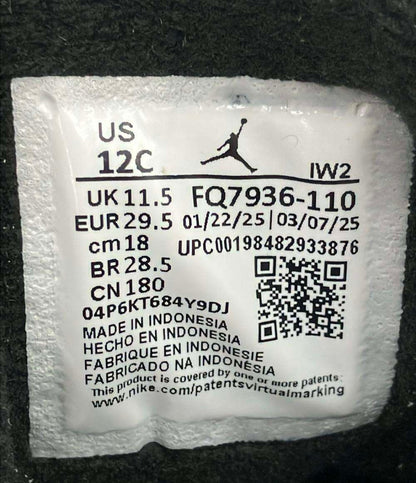 US
12C
IW2
UK 11.5 FQ7936-110
EUR 29.5 01/22/25 | 03/07/25
cm 18 UPC00198482933876
BR 28.5
CN 180
04P6KT684Y9DJ
MADE IN INDONESIA
HECHO EN INDONESIA
FABRIQUE EN INDONESIE
FABRICADO NA INDONÉSIA
This product is covered by one or more patents:
www.nike.com/patentsvirtualmarking